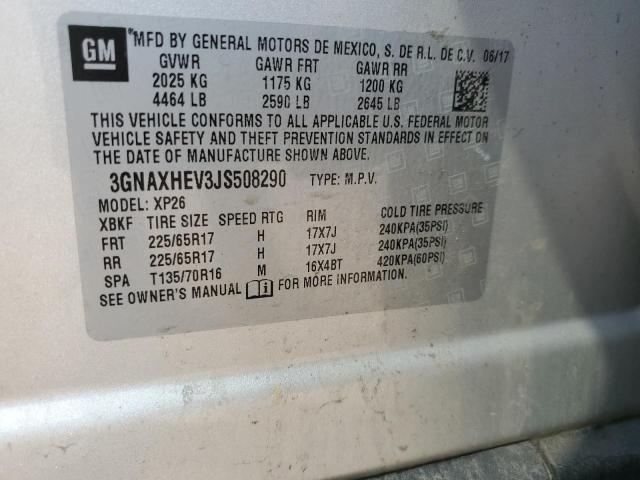 GM
MFD BY GENERAL MOTORS DE MEXICO, S. DE R.L. DE C.V. 06/17
GVWR GAWR FRT GAWR RR
2025 KG 1175 KG 1200 KG
4464 LB 2590 LB 2645 LB
THIS VEHICLE CONFORMS TO ALL APPLICABLE U.S. FEDERAL MOTOR
VEHICLE SAFETY AND THEFT PREVENTION STANDARDS IN EFFECT ON
THE DATE OF MANUFACTURE SHOWN ABOVE.
3GNAXHEV3JS508290 TYPE: M.P.V.
MODEL: XP26
XBKF TIRE SIZE SPEED RTG RIM COLD TIRE PRESSURE
FRT 225/65R17 H 17X7J 240KPA(35PSI)
RR 225/65R17 H 17X7J 240KPA(35PSI)
SPA T135/70R16 M 16X4BT 420KPA(60PSI)
SEE OWNER'S MANUAL FOR MORE INFORMATION.